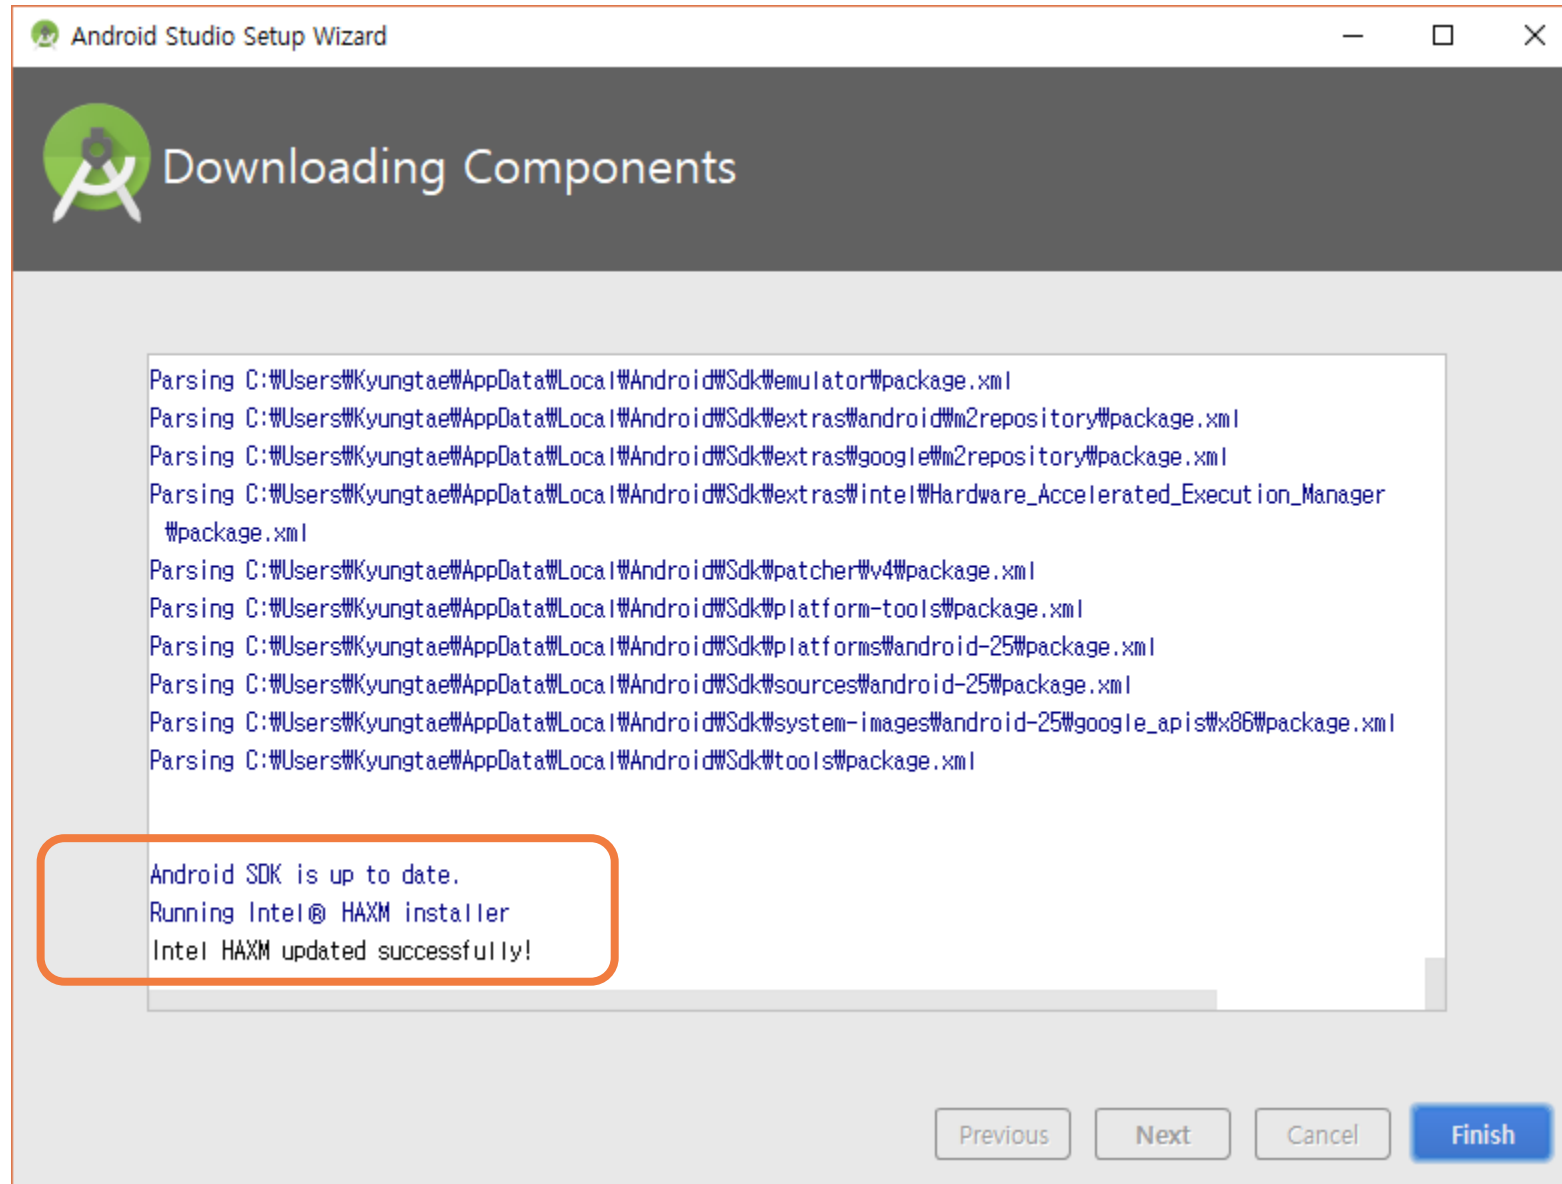 Android Studio Setup Wizard
Downloading Components
Parsing C:₩Users₩Kyungtae₩AppData₩Local₩Android₩Sdk₩emulator₩package.xml
Parsing C:₩Users₩Kyungtae₩AppData₩Local₩Android₩Sdk₩extras₩android₩m2repository₩package.xml
Parsing C:₩Users₩Kyungtae₩AppData₩Local₩Android₩Sdk₩extras₩google₩m2repository₩package.xml
Parsing C:₩Users₩Kyungtae₩AppData₩Local₩Android₩Sdk₩extras₩intel₩Hardware_Accelerated_Execution_Manager
₩package.xml
Parsing C:₩Users₩Kyungtae₩AppData₩Local₩Android₩Sdk₩patcher₩v4₩package.xml
Parsing C:₩Users₩Kyungtae₩AppData₩Local₩Android₩Sdk₩platform-tools₩package.xml
Parsing C:₩Users₩Kyungtae₩AppData₩Local₩Android₩Sdk₩platforms₩android-25₩package.xml
Parsing C:₩Users₩Kyungtae₩AppData₩Local₩Android₩Sdk₩sources₩android-25₩package.xml
Parsing C:₩Users₩Kyungtae₩AppData₩Local₩Android₩Sdk₩system-images₩android-25₩google_apis₩x86₩package.xml
Parsing C:₩Users₩Kyungtae₩AppData₩Local₩Android₩Sdk₩tools₩package.xml
Android SDK is up to date.
Running Intel® HAXM installer
Intel HAXM updated successfully!
Previous Next Cancel Finish